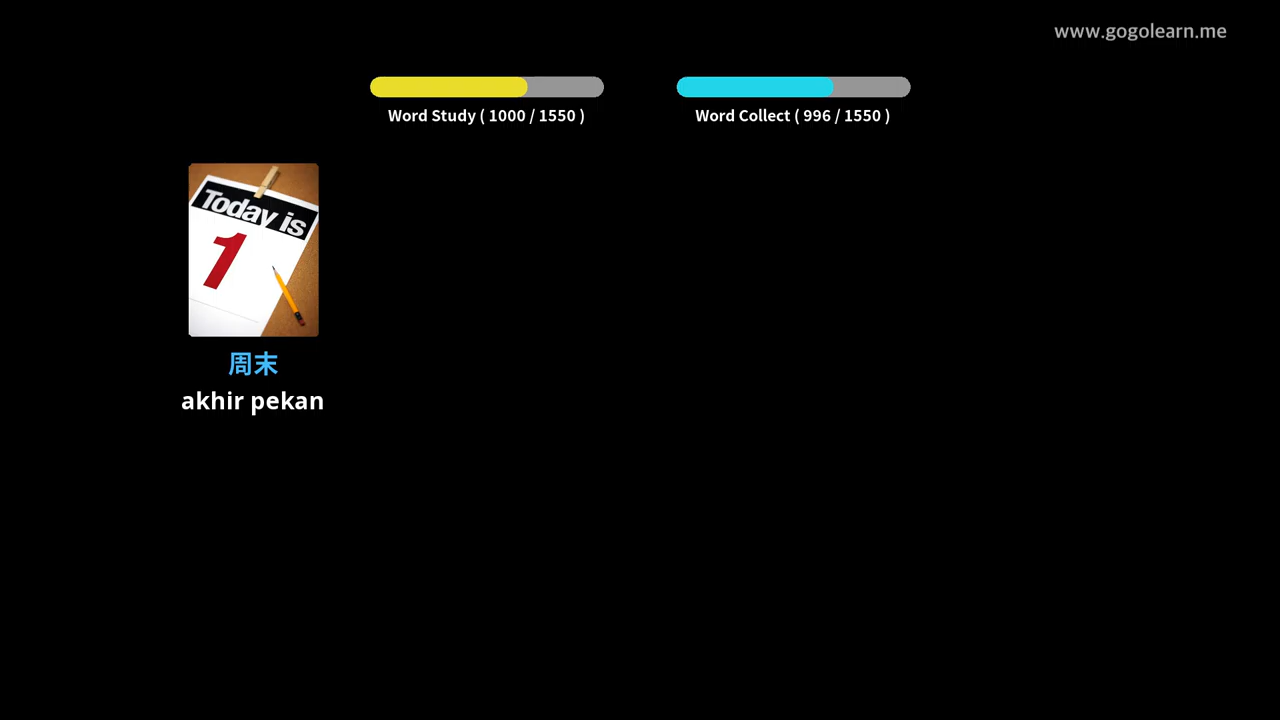 www.gogolearn.me
Word Study ( 1000 / 1550 )
Word Collect ( 996 / 1550 )
Today is
1
周末
akhir pekan